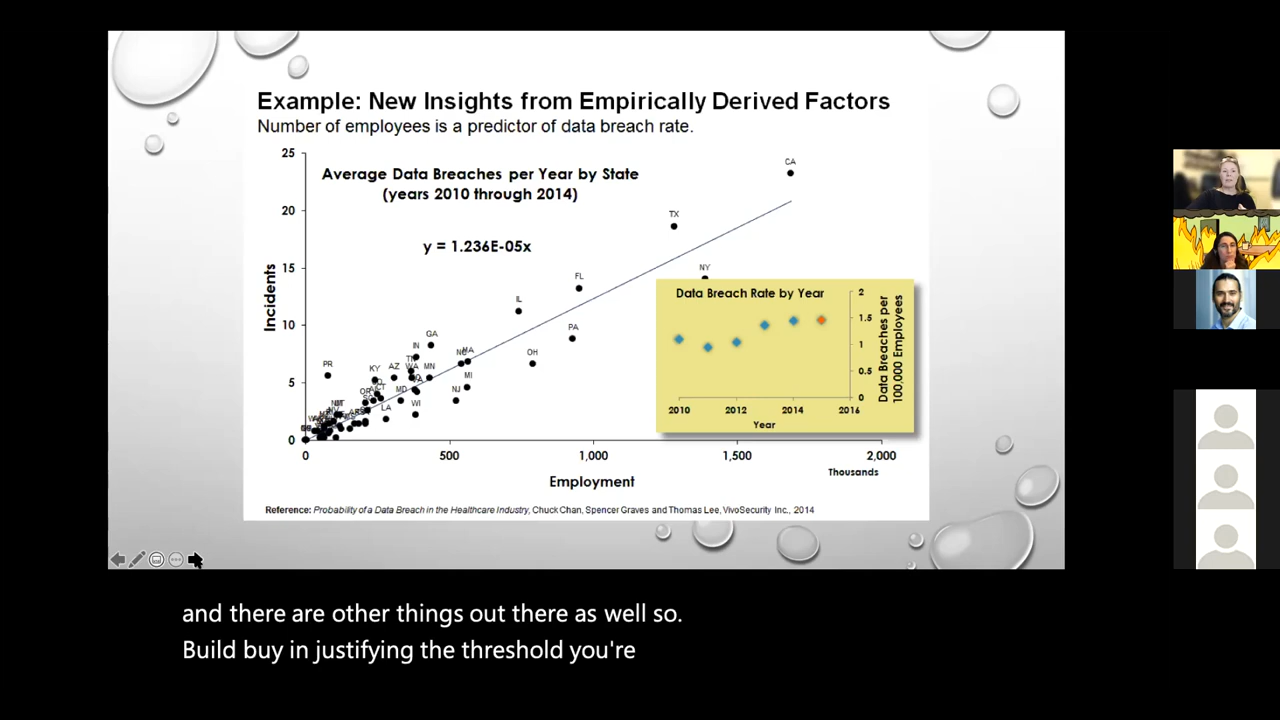 Example: New Insights from Empirically Derived Factors
Number of employees is a predictor of data breach rate.
Average Data Breaches per Year by State
(years 2010 through 2014)
y = 1.236E-05x
Incidents
25
20
15
10
5
0
CA
TX
NY
FL
IL
PA
GA
OH
IN
MA
PR
KY
AZ
WA
MN
MI
MD
NJ
LA
WI
0
500
1,000
1,500
2,000
Thousands
Employment
Data Breach Rate by Year
2
1.5
1
0.5
0
Data Breaches per
100,000 Employees
2010
2012
2014
2016
Year
Reference: Probability of a Data Breach in the Healthcare Industry, Chuck Chan, Spencer Graves and Thomas Lee, VivoSecurity Inc., 2014
and there are other things out there as well so.
Build buy in justifying the threshold you're